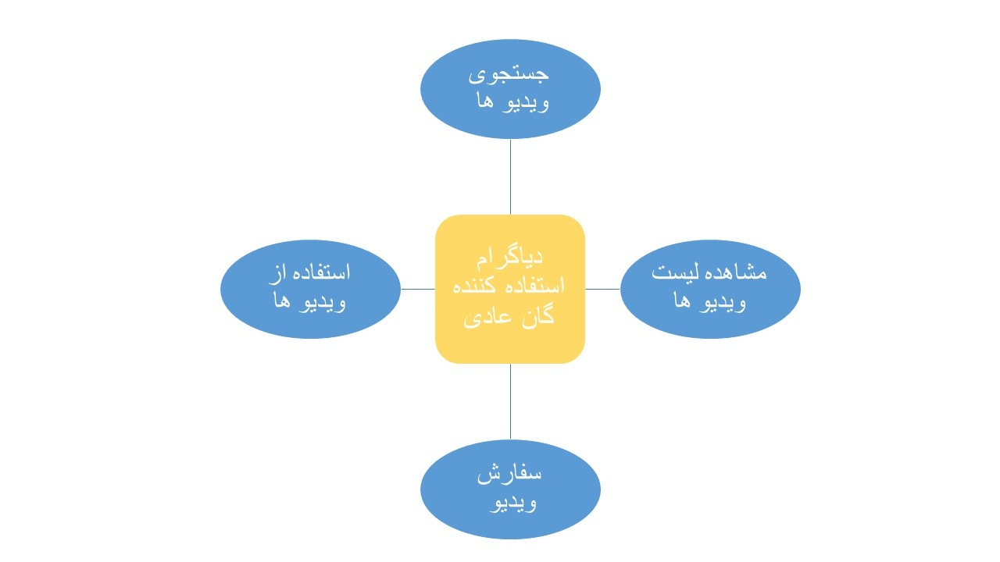 جستجوی
ویدیو ها
دیاگرام
استفاده کننده
گان عادی
مشاهده لیست
ویدیو ها
استفاده از
ویدیو ها
سفارش
ویدیو